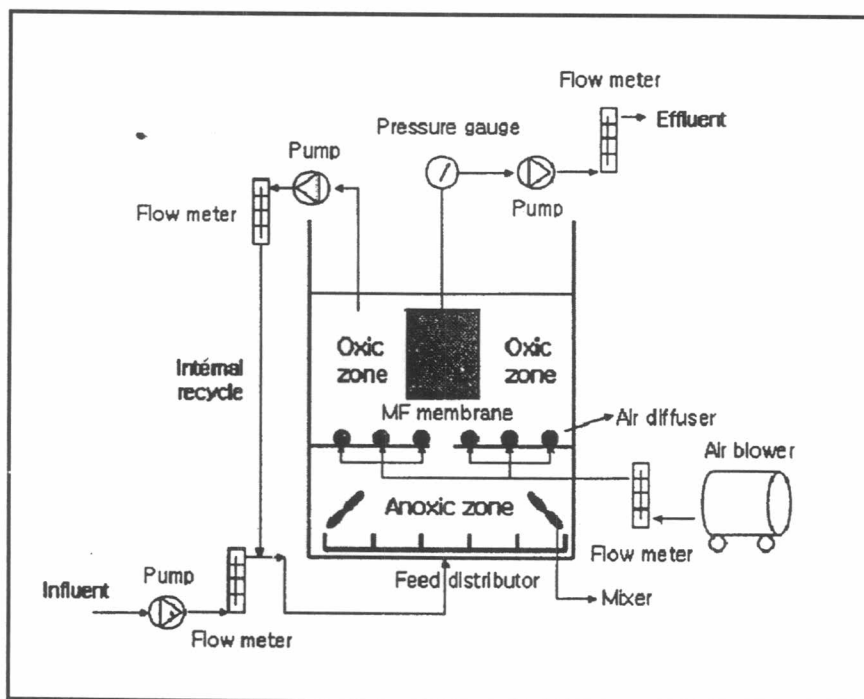 Flow meter
Effluent
Pressure gauge
Pump
Pump
Flow meter
Oxic
zone
Oxic
zone
Intérnal
recycle
MF membrane
Air diffuser
Air blower
Anoxic zone
Flow meter
Pump
Feed distributor
Influent
Mixer
Flow meter